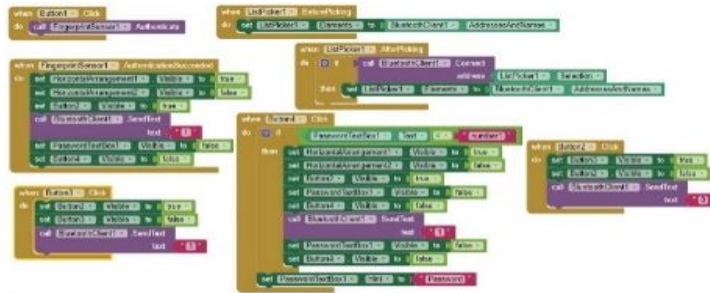 when Button1 .Click
do call FingerprintSensor1 .Authenticate
when ListPicker1 .BeforePicking
do set ListPicker1 . Elements to BluetoothClient1 . AddressesAndNames
when ListPicker1 .AfterPicking
do if call BluetoothClient1 .Connect
address ListPicker1 . Selection
then set ListPicker1 . Elements to BluetoothClient1 . AddressesAndNames
when FingerprintSensor1 .AuthenticationSucceeded
do set HorizontalArrangement1 . Visible to true
set HorizontalArrangement2 . Visible to false
set Button2 . Visible to true
call BluetoothClient1 .SendText
text
set PasswordTextBox1 . Visible to false
set Button4 . Visible to false
when Button4 .Click
do if PasswordTextBox1 . Text = number1
then set HorizontalArrangement1 . Visible to true
set HorizontalArrangement2 . Visible to false
set Button2 . Visible to true
set PasswordTextBox1 . Visible to false
set Button4 . Visible to false
call BluetoothClient1 .SendText
text
set PasswordTextBox1 . Visible to false
set Button4 . Visible to false
set PasswordTextBox1 . Hint to Password
when Button2 .Click
do set Button3 . Visible to true
set Button2 . Visible to false
call BluetoothClient1 .SendText
text
when Button3 .Click
do set Button2 . Visible to true
set Button3 . Visible to false
call BluetoothClient1 .SendText
text